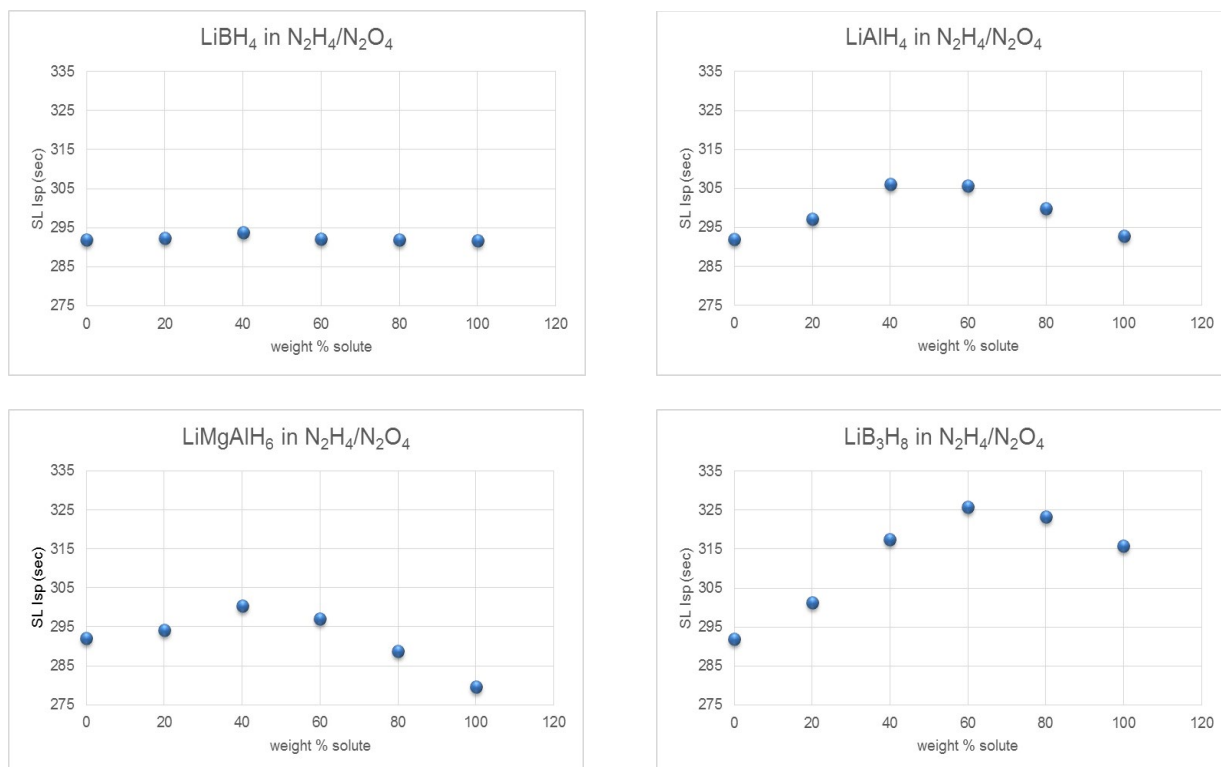 LiBH₄ in N₂H₄/N₂O₄
335
325
315
305
295
285
275
SL Isp (sec)
0 20 40 60 80 100 120
weight % solute
LiAlH₄ in N₂H₄/N₂O₄
335
325
315
305
295
285
275
SL Isp (sec)
0 20 40 60 80 100 120
weight % solute
LiMgAlH₆ in N₂H₄/N₂O₄
335
325
315
305
295
285
275
SL Isp (sec)
0 20 40 60 80 100 120
weight % solute
LiB₃H₈ in N₂H₄/N₂O₄
335
325
315
305
295
285
275
SL Isp (sec)
0 20 40 60 80 100 120
weight % solute